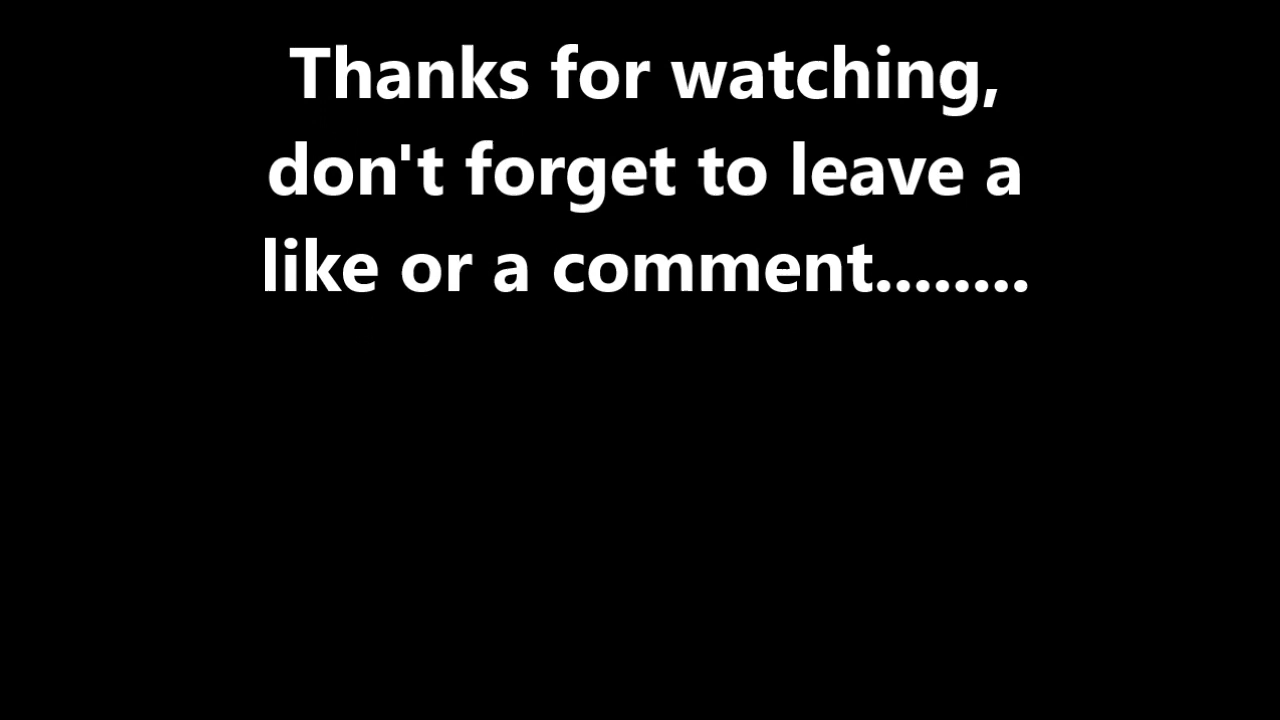 Thanks for watching,
don't forget to leave a
like or a comment........